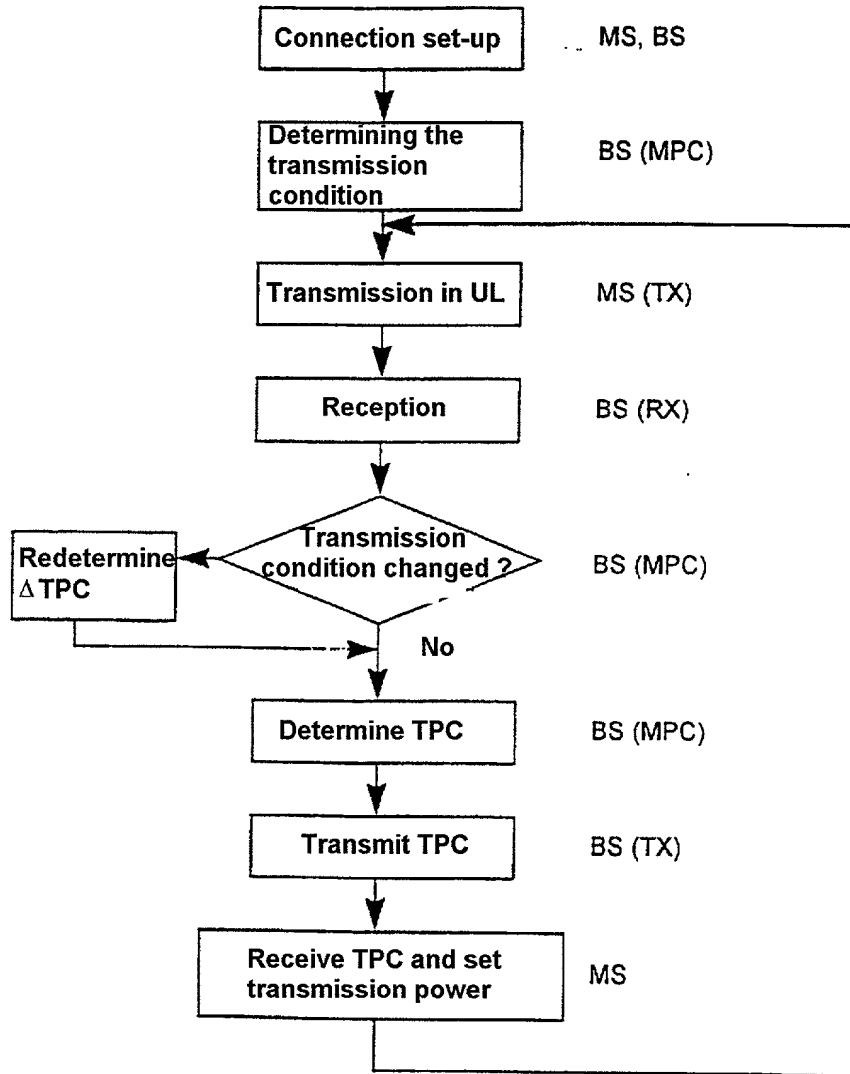 Connection set-up
MS, BS
Determining the
transmission
condition
BS (MPC)
Transmission in UL
MS (TX)
Reception
BS (RX)
Transmission
condition changed ?
BS (MPC)
Redetermine
Δ TPC
No
Determine TPC
BS (MPC)
Transmit TPC
BS (TX)
Receive TPC and set
transmission power
MS